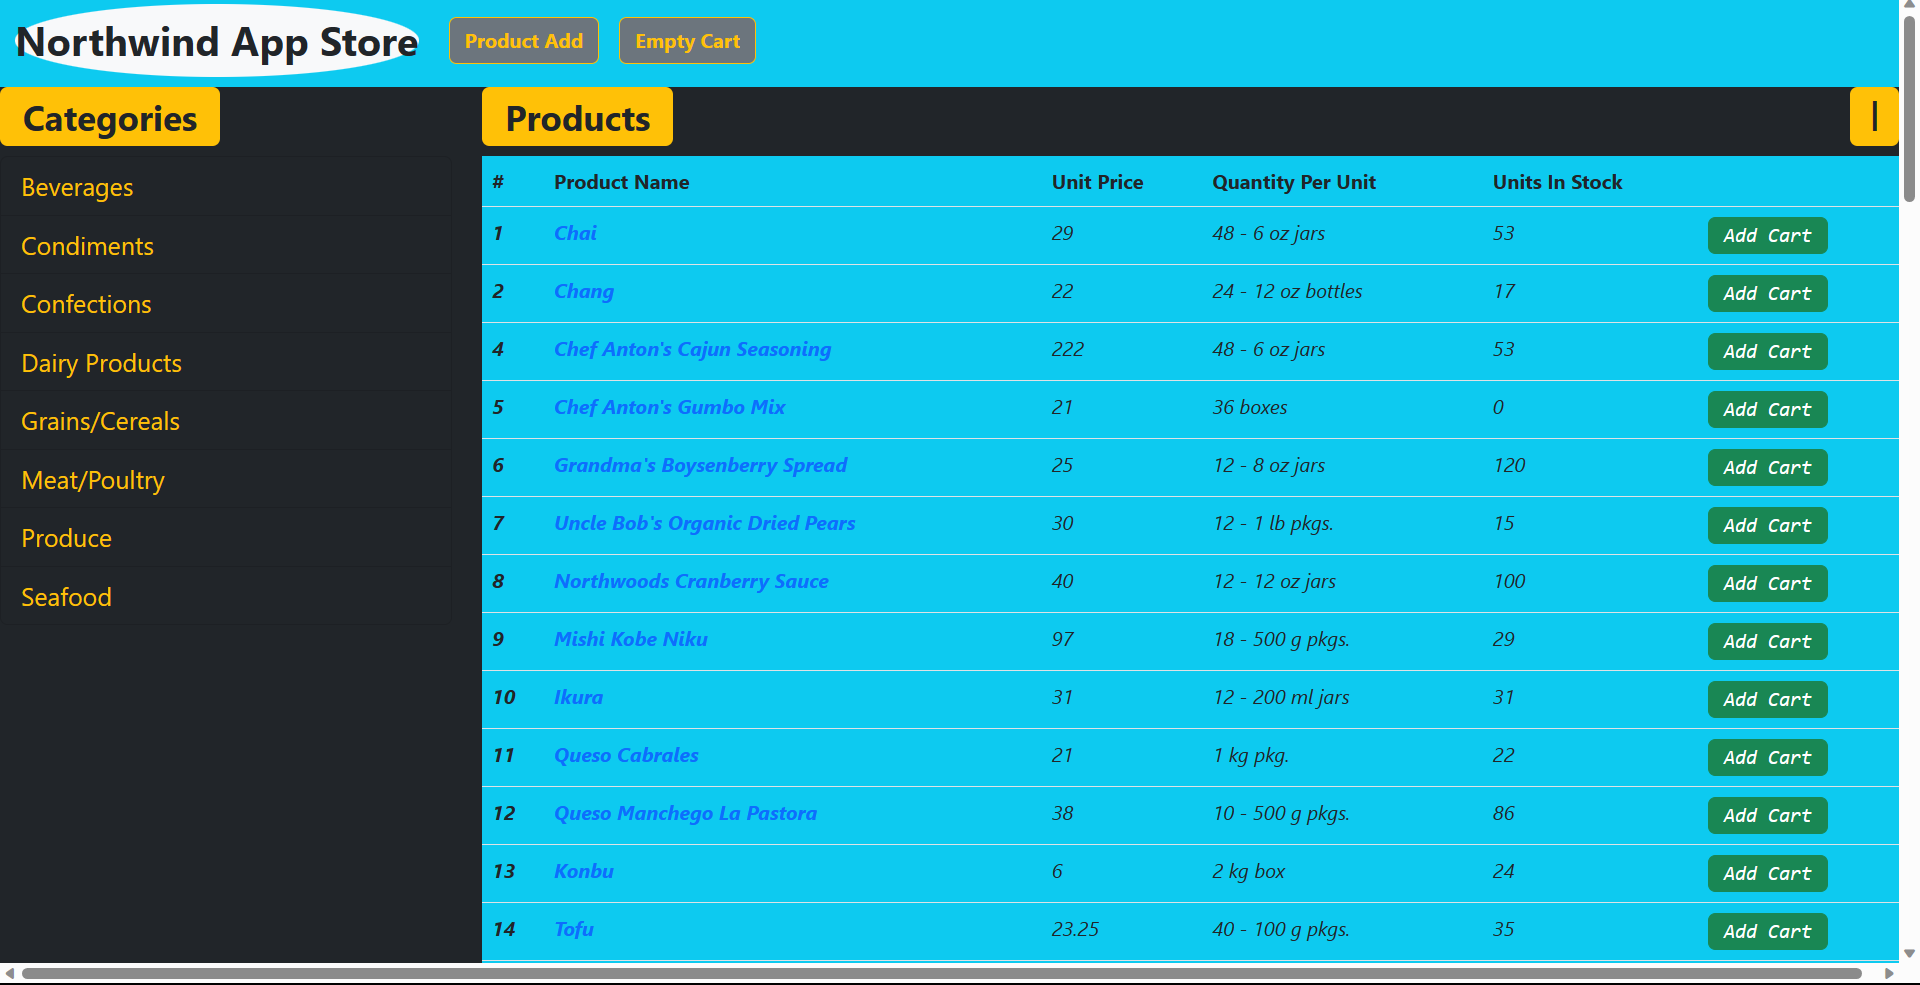 Northwind App Store Product Add Empty Cart
Categories
Beverages
Condiments
Confections
Dairy Products
Grains/Cereals
Meat/Poultry
Produce
Seafood
Products |
# Product Name Unit Price Quantity Per Unit Units In Stock
1 Chai 29 48 - 6 oz jars 53 Add Cart
2 Chang 22 24 - 12 oz bottles 17 Add Cart
4 Chef Anton's Cajun Seasoning 222 48 - 6 oz jars 53 Add Cart
5 Chef Anton's Gumbo Mix 21 36 boxes 0 Add Cart
6 Grandma's Boysenberry Spread 25 12 - 8 oz jars 120 Add Cart
7 Uncle Bob's Organic Dried Pears 30 12 - 1 lb pkgs. 15 Add Cart
8 Northwoods Cranberry Sauce 40 12 - 12 oz jars 100 Add Cart
9 Mishi Kobe Niku 97 18 - 500 g pkgs. 29 Add Cart
10 Ikura 31 12 - 200 ml jars 31 Add Cart
11 Queso Cabrales 21 1 kg pkg. 22 Add Cart
12 Queso Manchego La Pastora 38 10 - 500 g pkgs. 86 Add Cart
13 Konbu 6 2 kg box 24 Add Cart
14 Tofu 23.25 40 - 100 g pkgs. 35 Add Cart